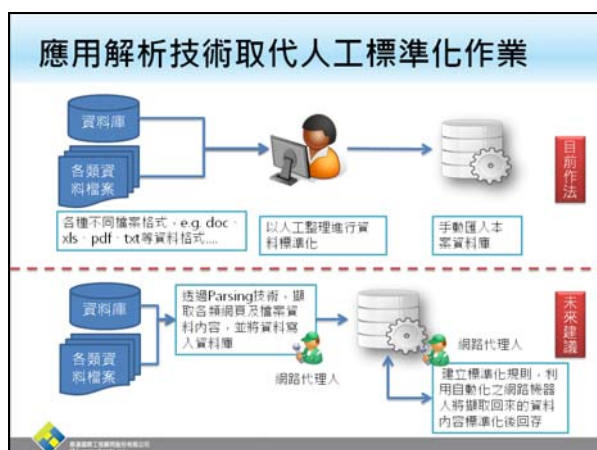 應用解析技術取代人工標準化作業
資料庫
各類資
料檔案
各種不同檔案格式，e.g. doc、
xls、pdf、txt等資料格式....
以人工整理進行資
料標準化
手動匯入本
案資料庫
目前作法
資料庫
各類資
料檔案
透過Parsing技術，擷
取各類網頁及檔案資
料內容，並將資料寫
入資料庫
網路代理人
網路代理人
建立標準化規則，利
用自動化之網路機器
人將擷取回來的資料
內容標準化後回存
未來建議